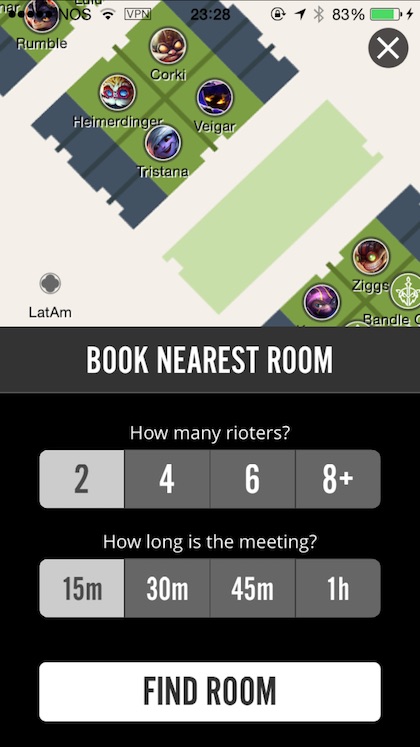 NOS VPN 23:28 83%
Lulu
Rumble
Corki
Heimerdinger
Veigar
Tristana
Ziggs
LatAm
Bandle C
BOOK NEAREST ROOM
How many rioters?
2 4 6 8+
How long is the meeting?
15m 30m 45m 1h
FIND ROOM